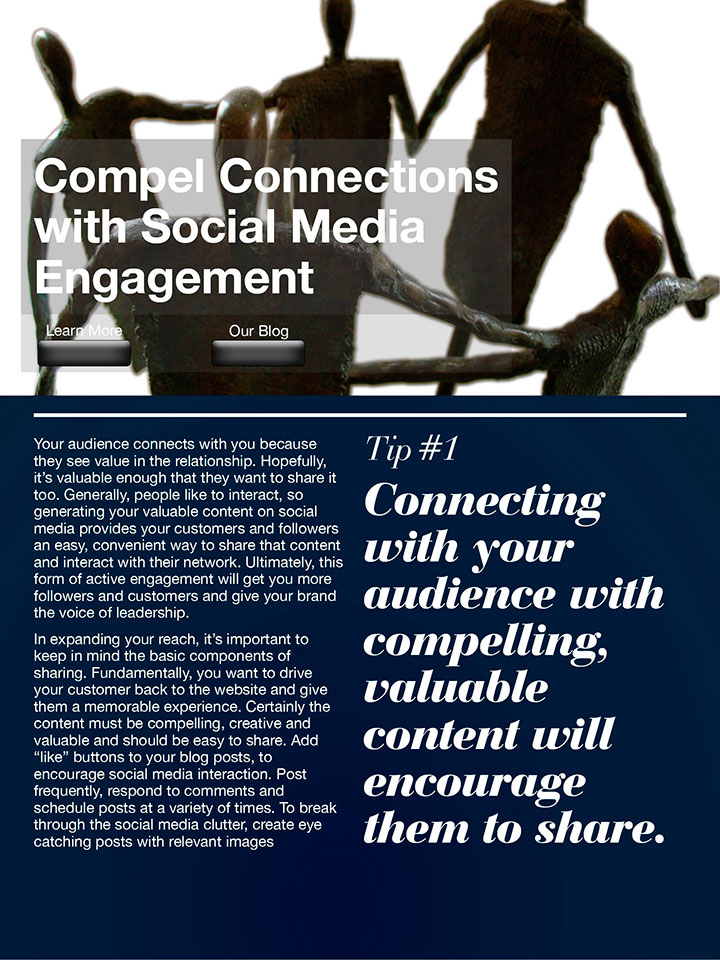 Compel Connections
with Social Media
Engagement
Learn More
Our Blog
Your audience connects with you because
they see value in the relationship. Hopefully,
it’s valuable enough that they want to share it
too. Generally, people like to interact, so
generating your valuable content on social
media provides your customers and followers
an easy, convenient way to share that content
and interact with their network. Ultimately, this
form of active engagement will get you more
followers and customers and give your brand
the voice of leadership.
In expanding your reach, it’s important to
keep in mind the basic components of
sharing. Fundamentally, you want to drive
your customer back to the website and give
them a memorable experience. Certainly the
content must be compelling, creative and
valuable and should be easy to share. Add
“like” buttons to your blog posts, to
encourage social media interaction. Post
frequently, respond to comments and
schedule posts at a variety of times. To break
through the social media clutter, create eye
catching posts with relevant images
Tip #1
Connecting
with your
audience with
compelling,
valuable
content will
encourage
them to share.